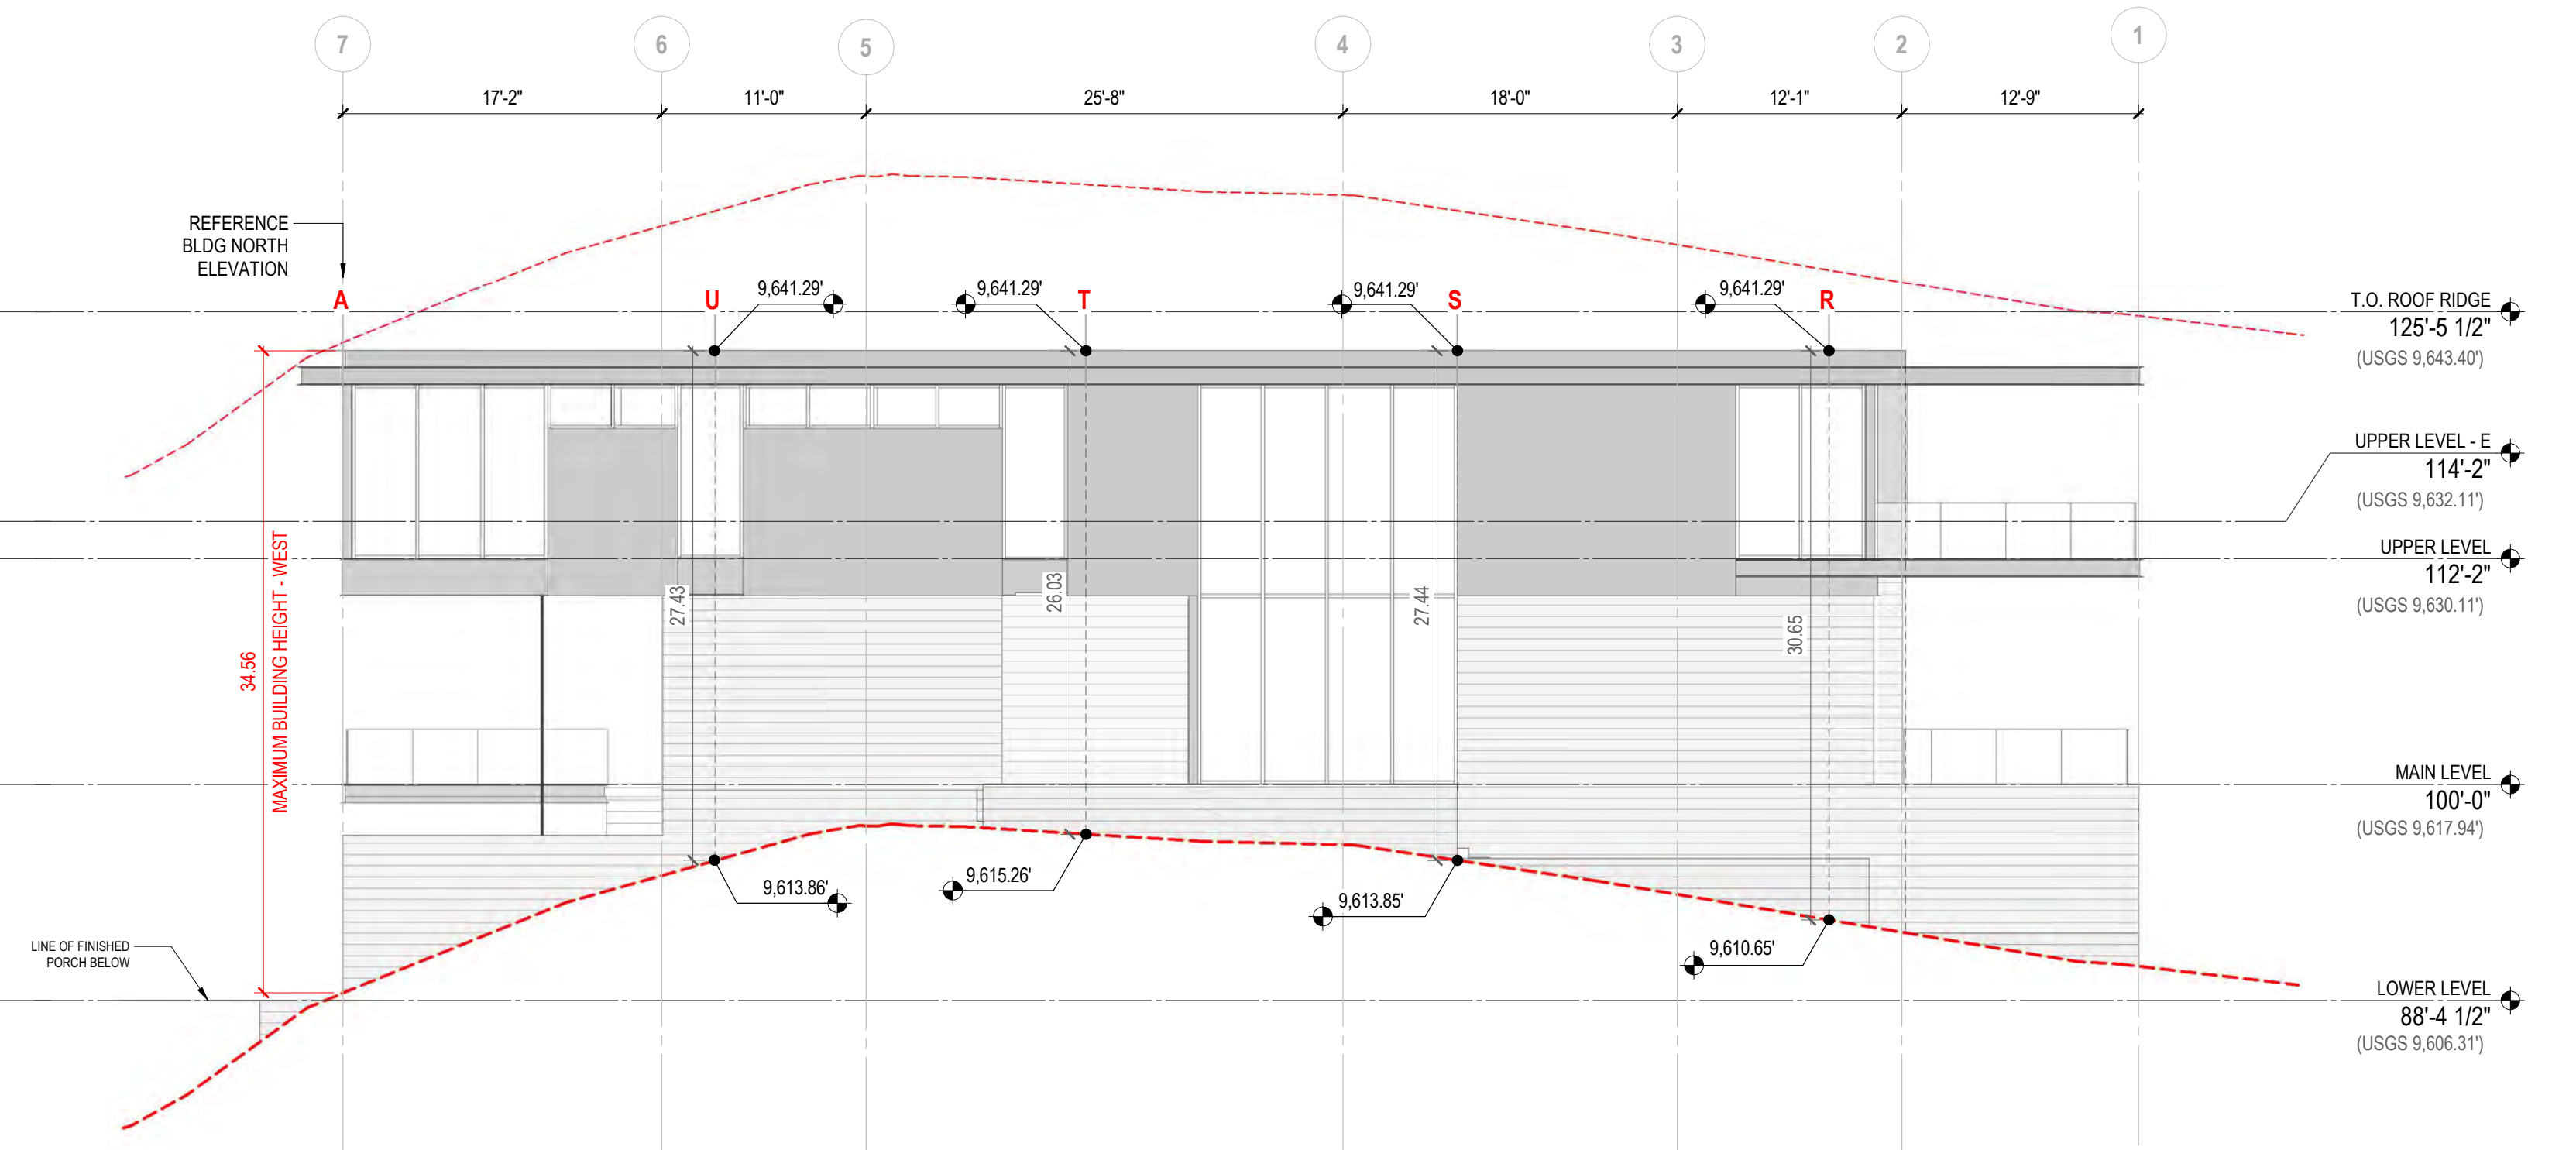 7
6
5
4
3
2
1
17'-2"
11'-0"
25'-8"
18'-0"
12'-1"
12'-9"
REFERENCE
BLDG NORTH
ELEVATION
A
U
9,641.29'
9,641.29'
T
9,641.29'
S
9,641.29'
R
T.O. ROOF RIDGE
125'-5 1/2"
(USGS 9,643.40')
UPPER LEVEL - E
114'-2"
(USGS 9,632.11')
UPPER LEVEL
112'-2"
(USGS 9,630.11')
34.56
MAXIMUM BUILDING HEIGHT - WEST
27.43
26.03
27.44
30.65
MAIN LEVEL
100'-0"
(USGS 9,617.94')
9,613.86'
9,615.26'
9,613.85'
9,610.65'
LINE OF FINISHED
PORCH BELOW
LOWER LEVEL
88'-4 1/2"
(USGS 9,606.31')